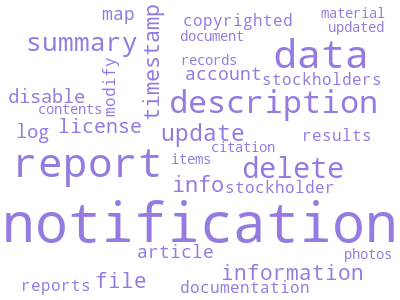 map
timestamp
copyrighted
material
updated
summary
document
data
records
account
stockholders
modify
disable
contents
description
log
license
update
results
citation
report
items
delete
info
stockholder
notification
article
photos
information
reports
file
documentation